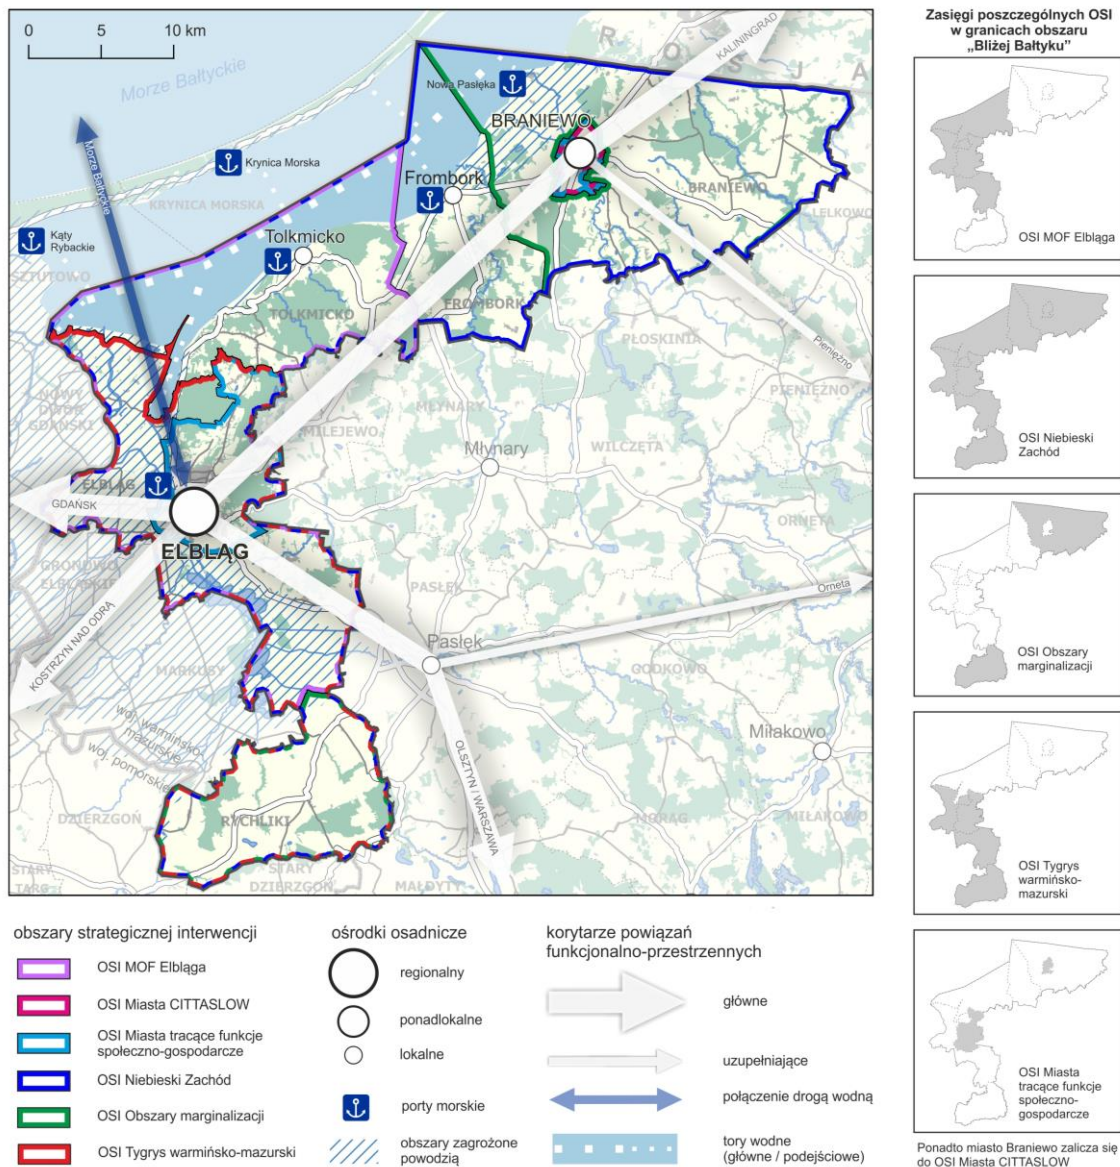 0 5 10 km
Morze Bałtyckie
R O S J A
KALININGRAD
Nowa Pasłęka
BRANIEWO
Morze Bałtyckie
Krynica Morska
KRYNICA MORSKA
Frombork
BRANIEWO
LELKOWO
Kąty
Rybackie
SZTUTOWO
Tolkmicko
TOLKMICKO
FROMBORK
PŁOSKINIA
Pieniężno
PIENIĘŻNO
NOWY
DWÓR
GDAŃSKI
MŁYNARY
MILEJEWO
WILCZĘTA
Młynary
ELBLĄG
GDAŃSK
ORNETA
ELBLĄG
GRONOWO
ELBLĄSKIE
PASŁĘK
Orneta
KOSTRZYN NAD ODRĄ
MARKUSY
Pasłęk
GODKOWO
woj. warmińsko-
mazurskie
woj. pomorskie
OLSZTYN / WARSZAWA
Miłakowo
DZIERZGOŃ
RYCHLIKI
MORĄG
MIŁAKOWO
STARY
TARG
STARY
DZIERZGOŃ
MAŁDYTY
obszary strategicznej interwencji
OSI MOF Elbląga
OSI Miasta CITTASLOW
OSI Miasta tracące funkcje
społeczno-gospodarcze
OSI Niebieski Zachód
OSI Obszary marginalizacji
OSI Tygrys warmińsko-mazurski
ośrodki osadnicze
regionalny
ponadlokalne
lokalne
porty morskie
obszary zagrożone
powodzią
korytarze powiązań
funkcjonalno-przestrzennych
główne
uzupełniające
połączenie drogą wodną
tory wodne
(główne / podejściowe)
Zasięgi poszczególnych OSI
w granicach obszaru
„Bliżej Bałtyku”
OSI MOF Elbląga
OSI Niebieski
Zachód
OSI Obszary
marginalizacji
OSI Tygrys
warmińsko-
mazurski
OSI Miasta
tracące funkcje
społeczno-
gospodarcze
Ponadto miasto Braniewo zalicza się
do OSI Miasta CITTASLOW